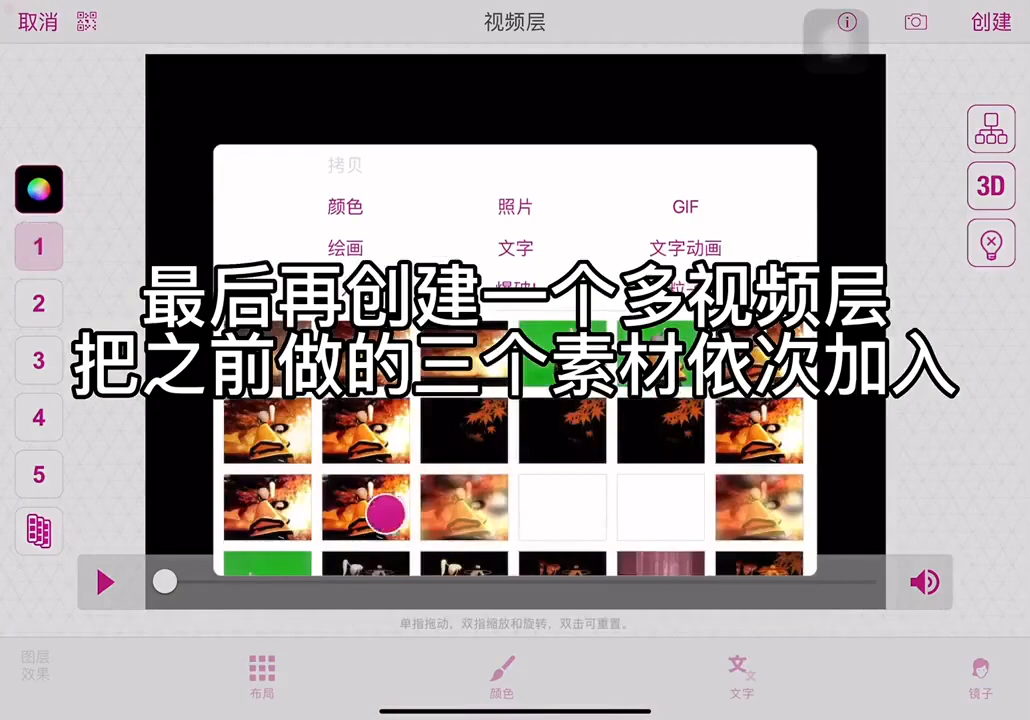 取消
视频层
创建
拷贝
颜色
照片
GIF
绘画
文字
文字动画
最后再创建一个多视频层
把之前做的三个素材依次加入
1
2
3
4
5
3D
单指拖动，双指缩放和旋转，双击可重置。
图层
效果
布局
颜色
文字
镜子